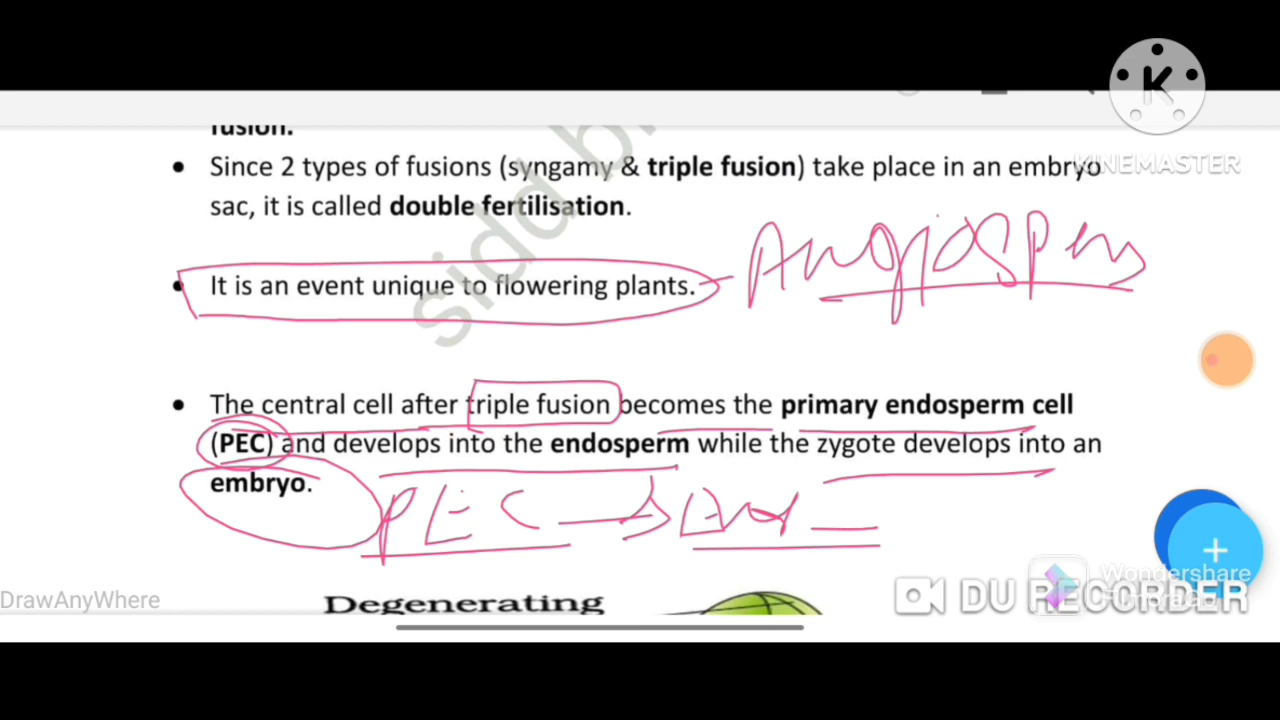 fusion.
KINEMASTER
• Since 2 types of fusions (syngamy & triple fusion) take place in an embryo
sac, it is called double fertilisation.
Angiosperm
• It is an event unique to flowering plants.
• The central cell after triple fusion becomes the primary endosperm cell
(PEC) and develops into the endosperm while the zygote develops into an
embryo.
PEC
Wondershare
DU RECORDER
DrawAnyWhere
Degenerating